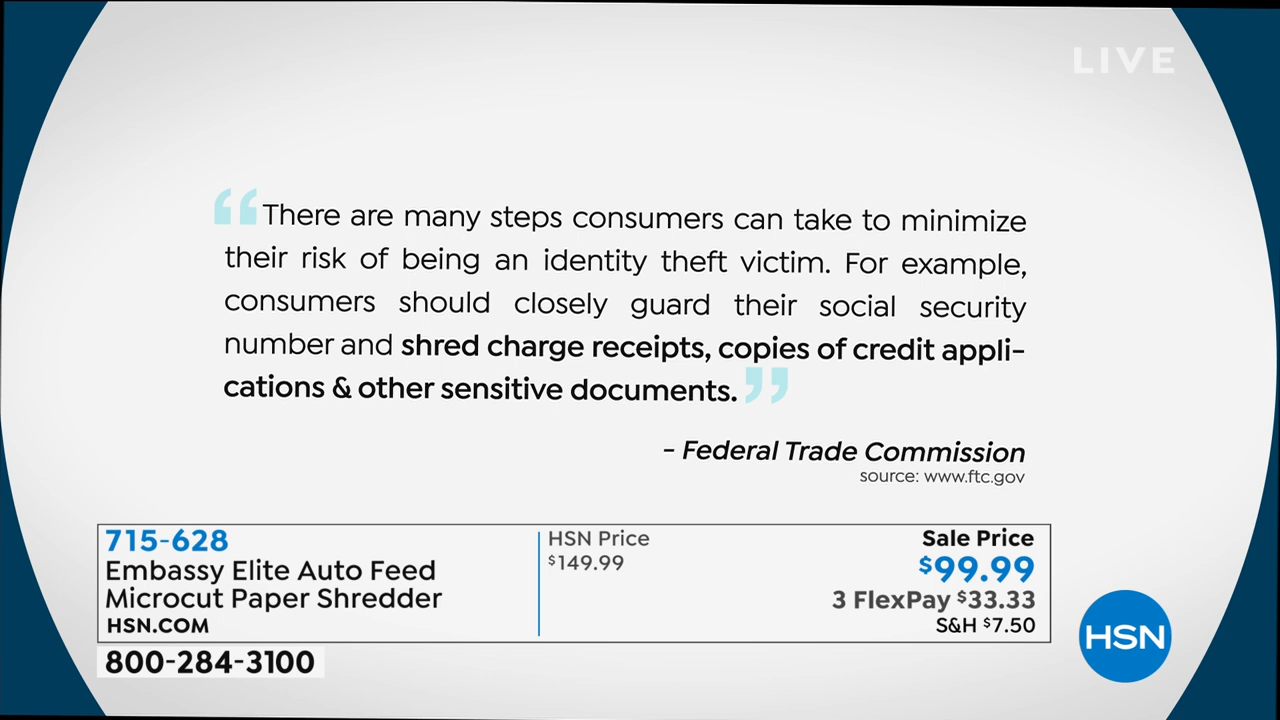 LIVE
“There are many steps consumers can take to minimize
their risk of being an identity theft victim. For example,
consumers should closely guard their social security
number and shred charge receipts, copies of credit appli-
cations & other sensitive documents.”
- Federal Trade Commission
source: www.ftc.gov
715-628
Embassy Elite Auto Feed
Microcut Paper Shredder
HSN.COM
HSN Price
$149.99
Sale Price
$99.99
3 FlexPay $33.33
S&H $7.50
800-284-3100
HSN